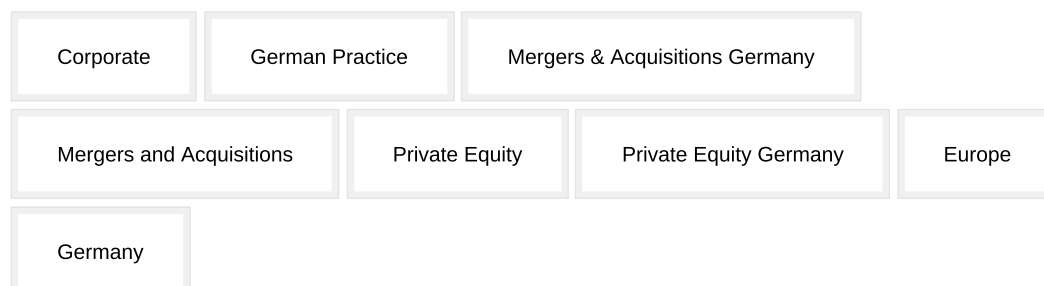 Corporate German Practice Mergers & Acquisitions Germany
Mergers and Acquisitions Private Equity Private Equity Germany Europe
Germany